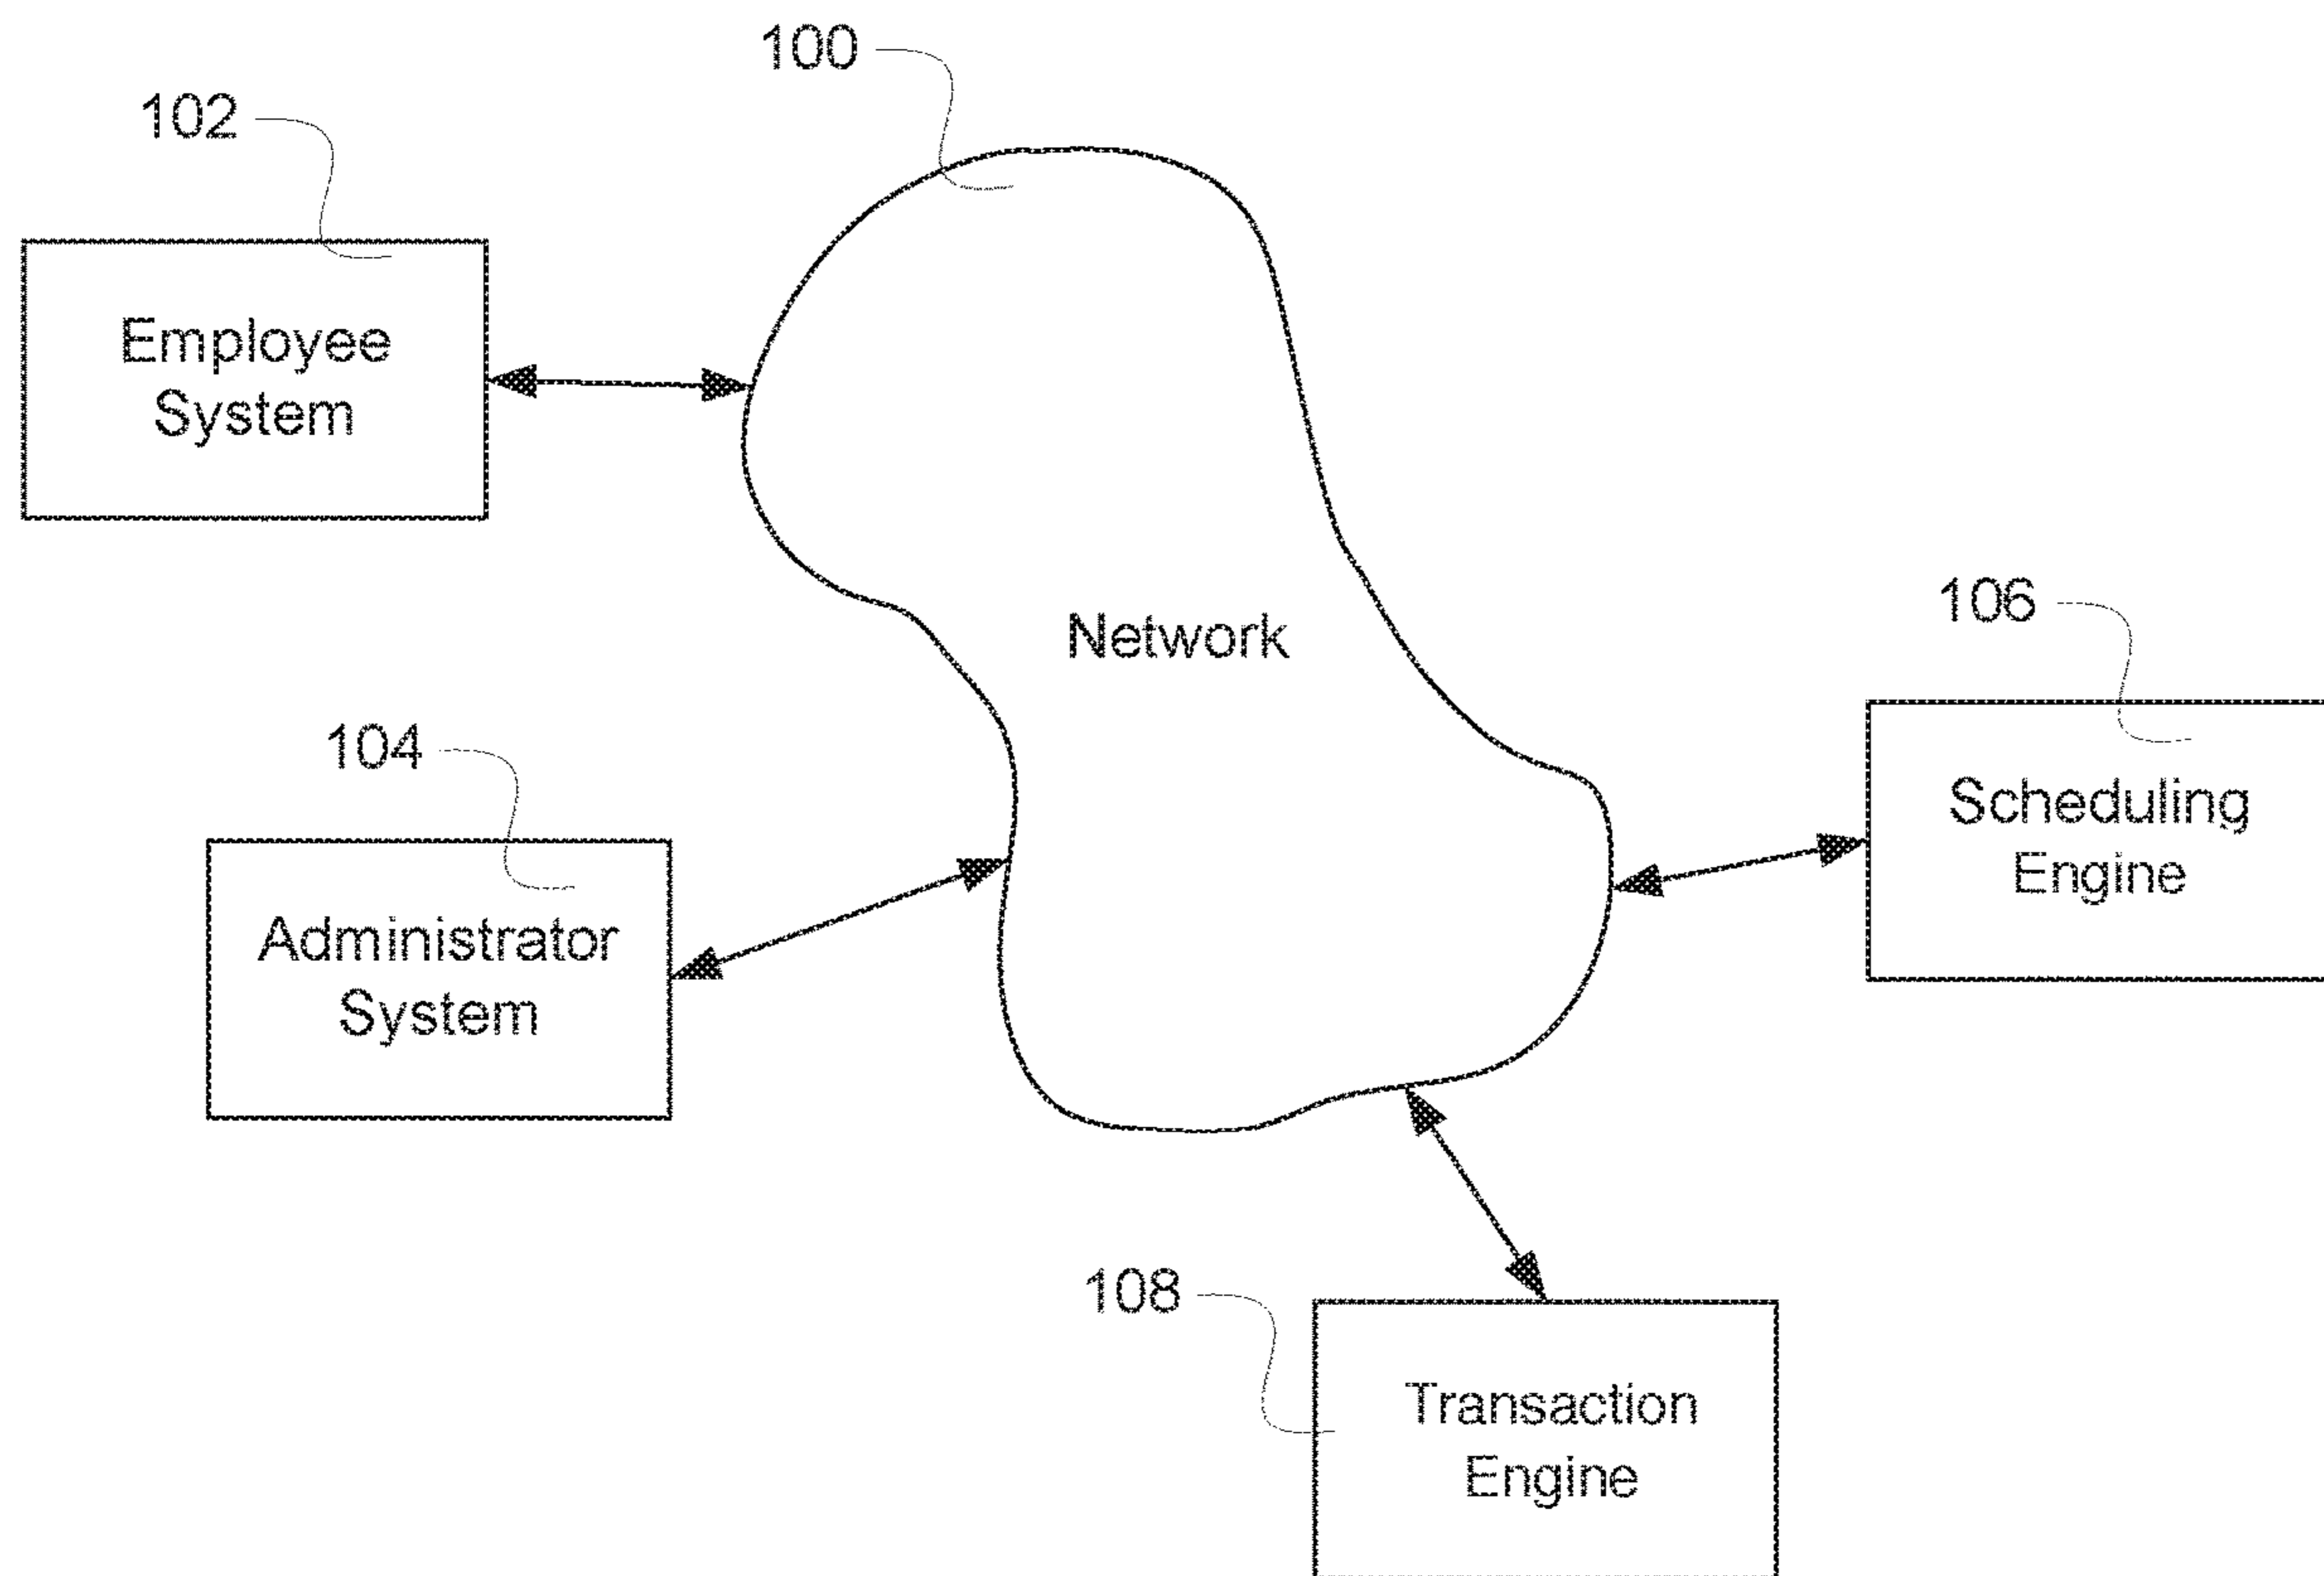 100
102
Employee
System
Network
106
104
Scheduling
Engine
Administrator
System
108
Transaction
Engine